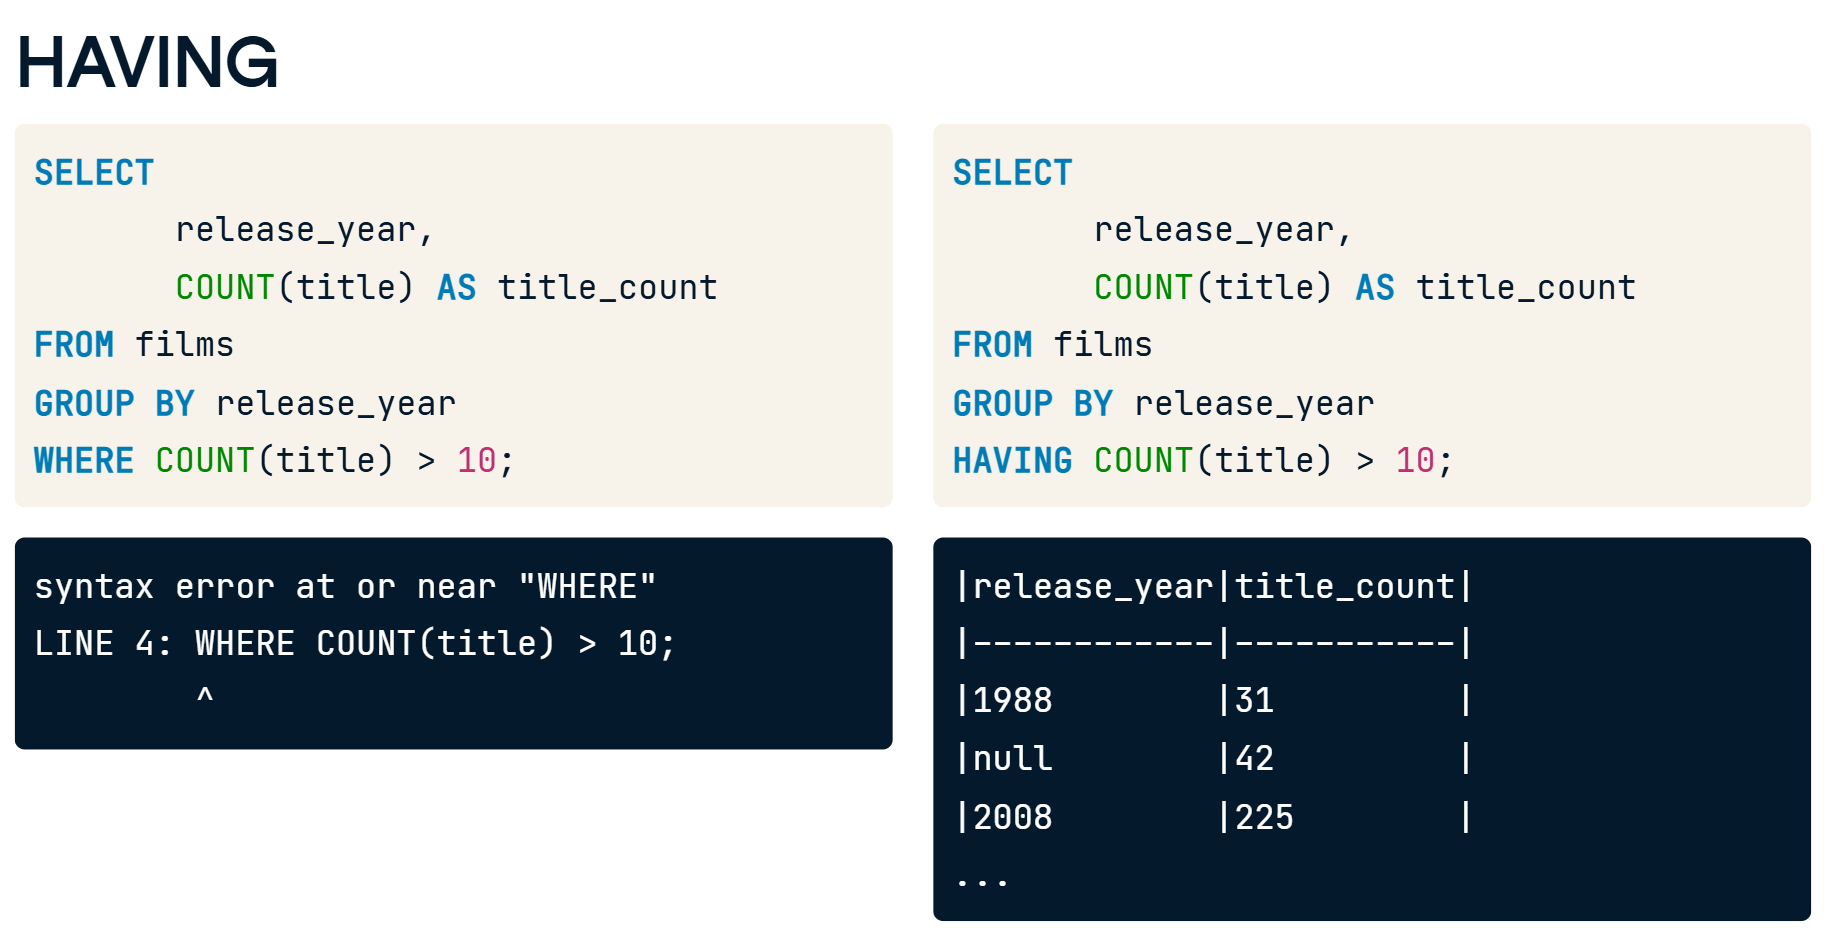 HAVING
SELECT
release_year,
COUNT(title) AS title_count
FROM films
GROUP BY release_year
WHERE COUNT(title) > 10;
syntax error at or near "WHERE"
LINE 4: WHERE COUNT(title) > 10;
^
SELECT
release_year,
COUNT(title) AS title_count
FROM films
GROUP BY release_year
HAVING COUNT(title) > 10;
|release_year|title_count|
|------------|-----------|
|1988        |31         |
|null        |42         |
|2008        |225        |
...